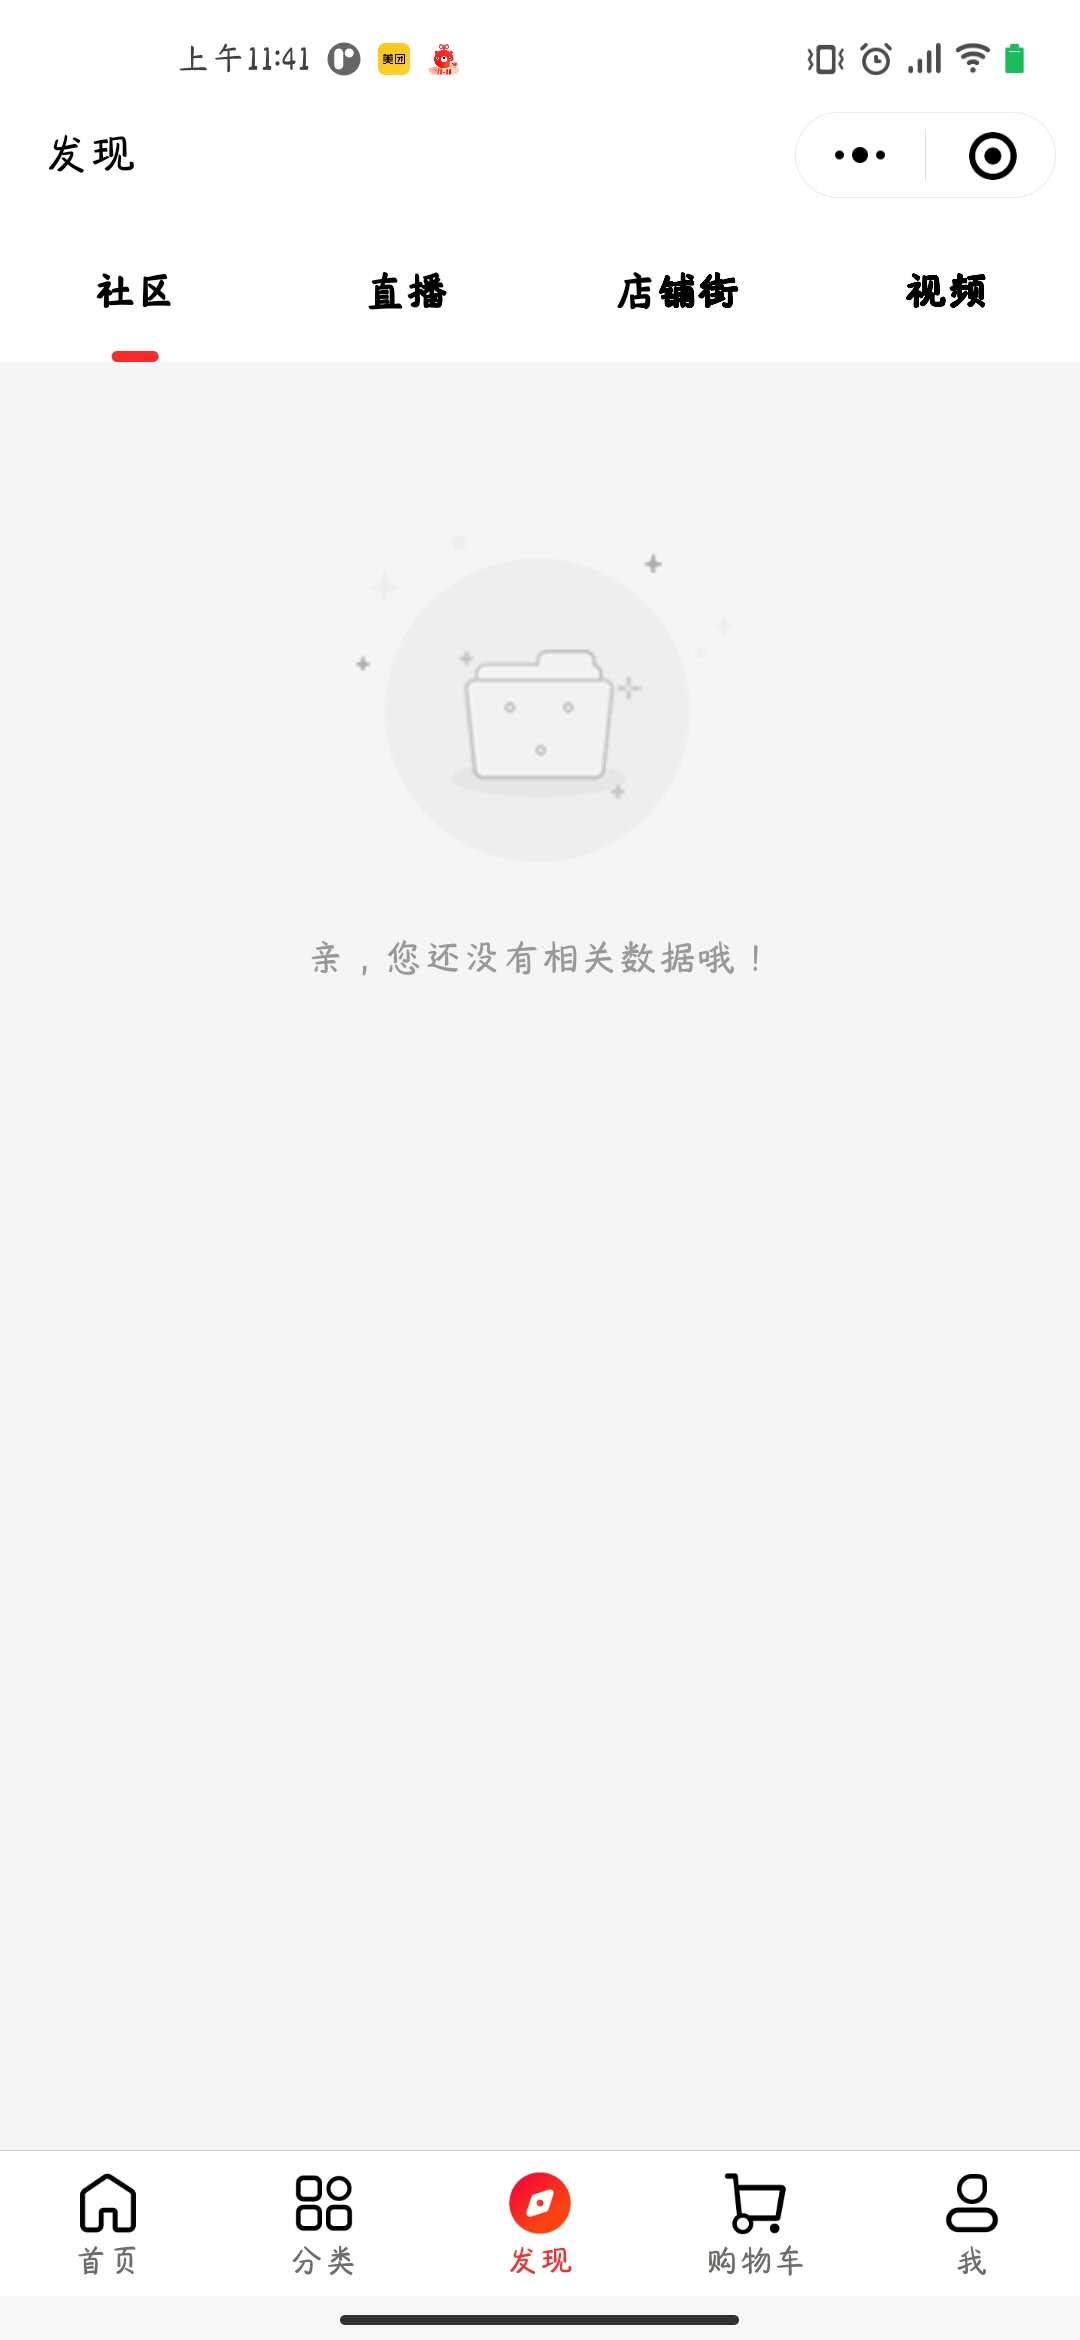 上午11:41 美团
发现
社区 直播 店铺街 视频
亲，您还没有相关数据哦！
首页 分类 发现 购物车 我